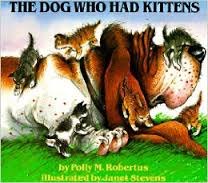 THE DOG WHO HAD KITTENS
by Polly M. Robertus
illustrated by Janet Stevens